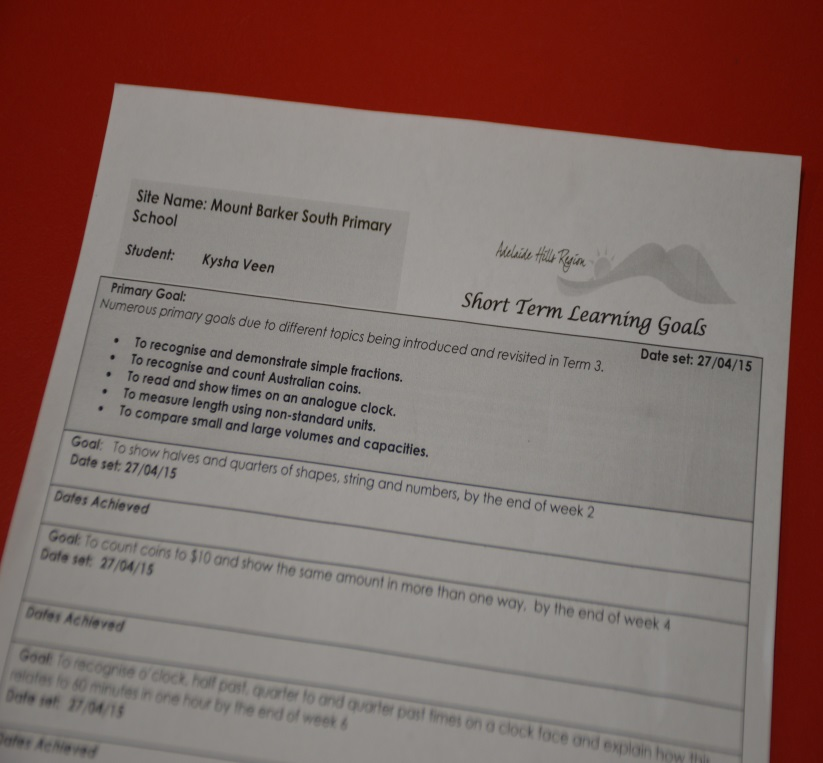 Site Name: Mount Barker South Primary
School
Student: Kysha Veen
Adelaide Hills Region
Short Term Learning Goals
Primary Goal:
Date set: 27/04/15
Numerous primary goals due to different topics being introduced and revisited in Term 3.
• To recognise and demonstrate simple fractions.
• To recognise and count Australian coins.
• To read and show times on an analogue clock.
• To measure length using non-standard units.
• To compare small and large volumes and capacities.
Goal: To show halves and quarters of shapes, string and numbers, by the end of week 2
Date set: 27/04/15
Dates Achieved
Goal: To count coins to $10 and show the same amount in more than one way, by the end of week 4
Date set: 27/04/15
Dates Achieved
Goal: To recognise o'clock, half past, quarter to and quarter past times on a clock face and explain how this
relates to 60 minutes in one hour by the end of week 6
Date set: 27/04/15
Dates Achieved